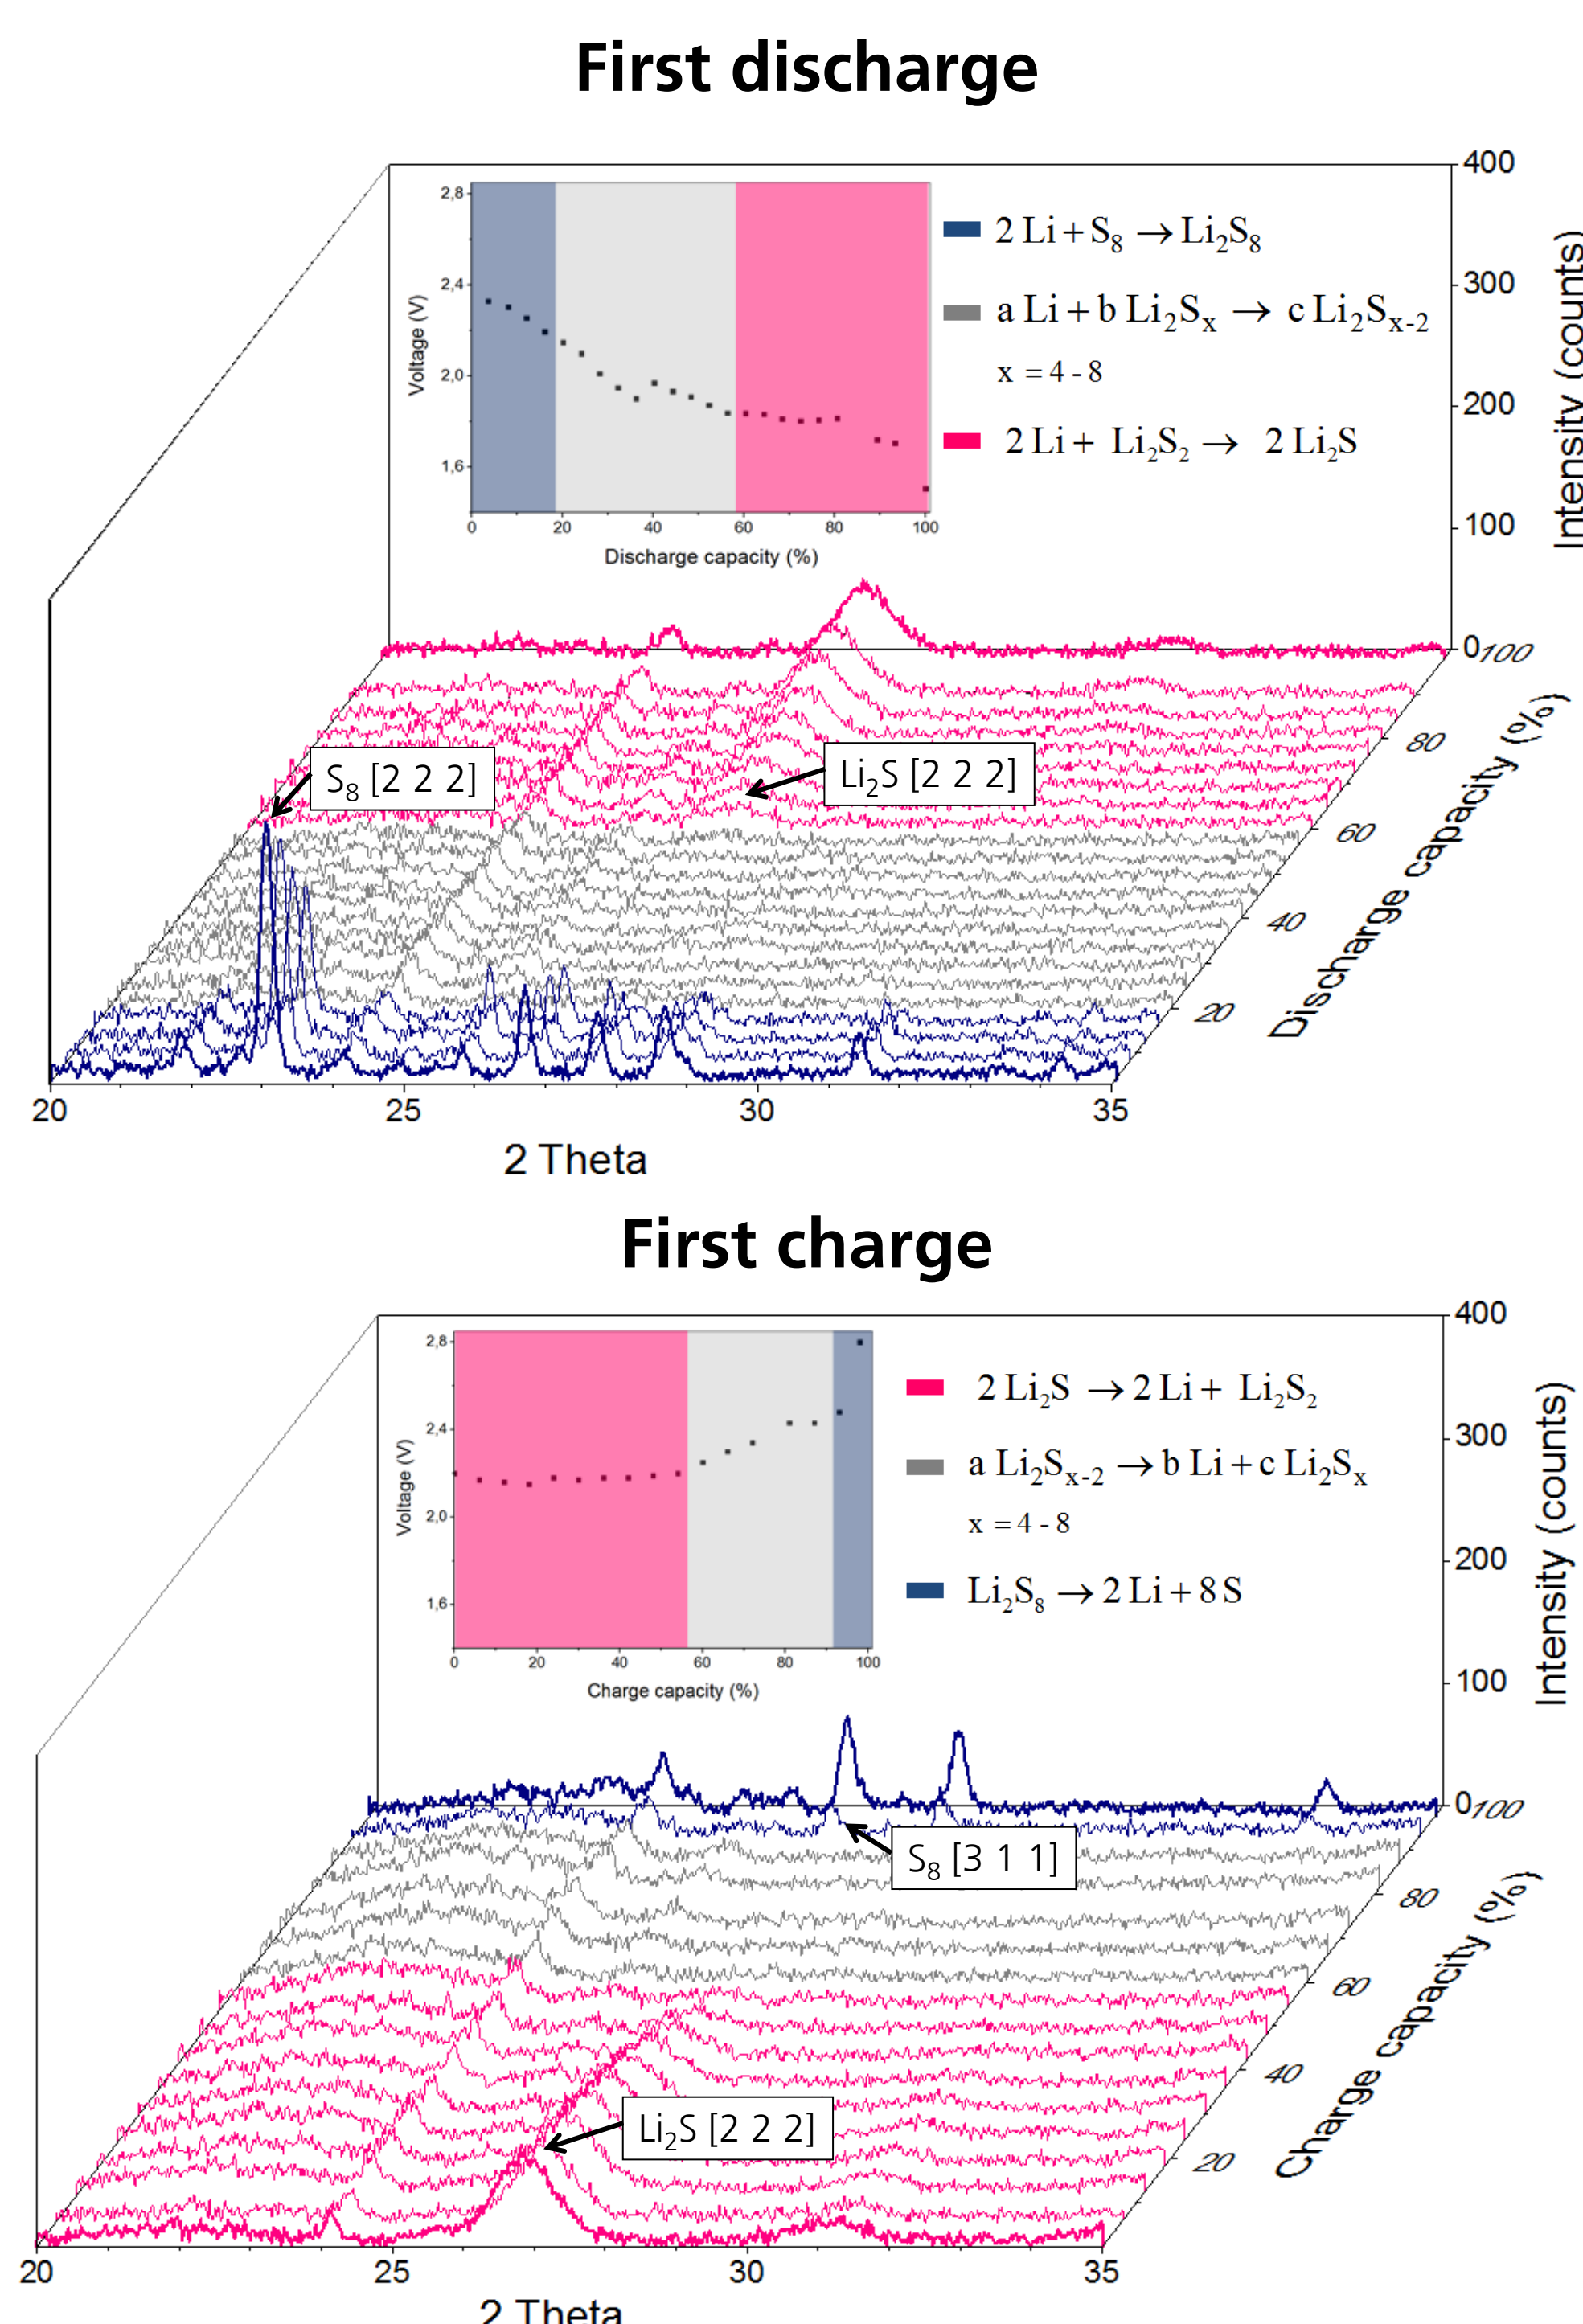 First discharge
400
300
200
100
0
Intensity (counts)
2,8
2,4
2,0
1,6
Voltage (V)
0 20 40 60 80 100
Discharge capacity (%)
2 Li + S₈ → Li₂S₈
a Li + b Li₂Sₓ → c Li₂Sₓ₋₂
x = 4 - 8
2 Li + Li₂S₂ → 2 Li₂S
S₈ [2 2 2]
Li₂S [2 2 2]
100
80
60
40
20
Discharge capacity (%)
20 25 30 35
2 Theta
First charge
400
300
200
100
0
Intensity (counts)
2,8
2,4
2,0
1,6
Voltage (V)
0 20 40 60 80 100
Charge capacity (%)
2 Li₂S → 2 Li + Li₂S₂
a Li₂Sₓ₋₂ → b Li + c Li₂Sₓ
x = 4 - 8
Li₂S₈ → 2 Li + 8 S
S₈ [3 1 1]
Li₂S [2 2 2]
100
80
60
40
20
Charge capacity (%)
20 25 30 35
2 Theta